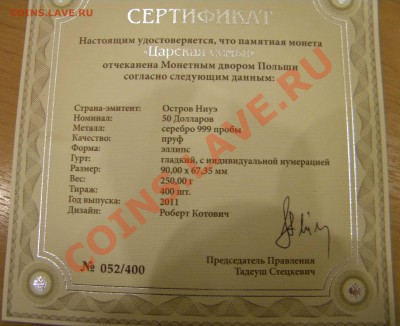 COINS.LAVE.RU
СЕРТИФИКАТ
Настоящим удостоверяется, что памятная монета
«Царская семья»
отчеканена Монетным двором Польши
согласно следующим данным:
Страна-эмитент: Остров Ниуэ
Номинал: 50 Долларов
Металл: серебро 999 пробы
Качество: пруф
Форма: эллипс
Гурт: гладкий, с индивидуальной нумерацией
Размер: 90,00 x 67,35 мм
Вес: 250,00 г
Тираж: 400 шт.
Год выпуска: 2011
Дизайн: Роберт Котович
№ 052/400
Председатель Правления
Тадеуш Стецкевич
COINS.LAVE.RU